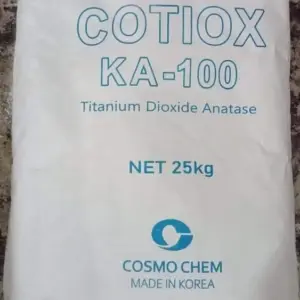 COTIOX
KA-100
Titanium Dioxide Anatase
NET 25kg
COSMO CHEM
MADE IN KOREA